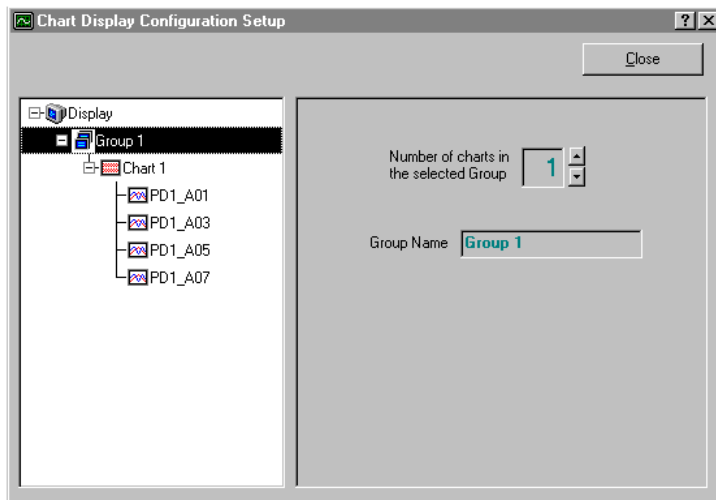 Chart Display Configuration Setup
Close
Display
Group 1
Chart 1
PD1_A01
PD1_A03
PD1_A05
PD1_A07
Number of charts in
the selected Group
1
Group Name
Group 1